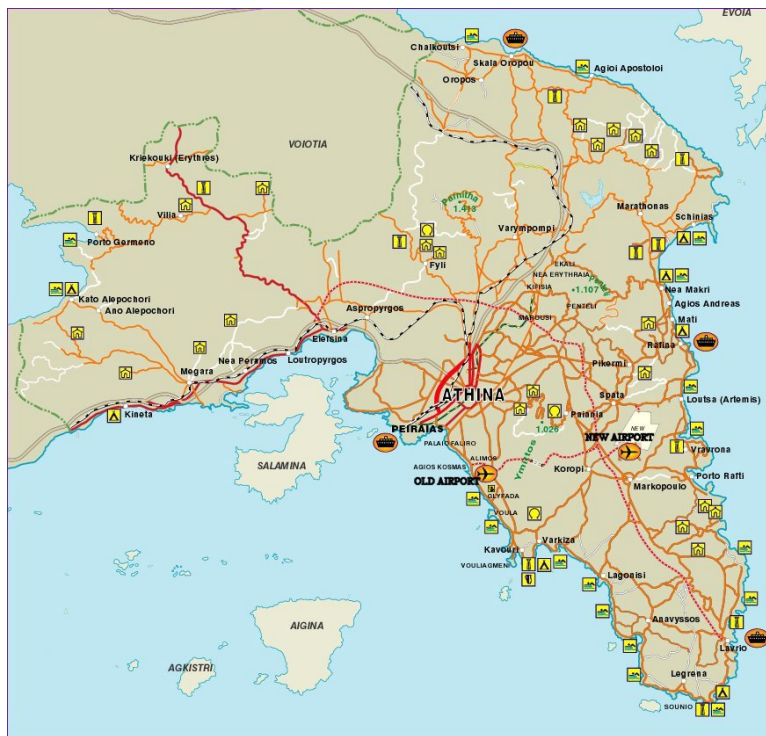 EVOIA
Chalkoutsi
Skala Oropou
Agioi Apostoloi
Oropos
VOIOTIA
Kriekouki (Erythres)
Parnitha
1.413
Marathonas
Vilia
Schinias
Porto Germeno
Varympompi
Fyli
EKALI
NEA ERYTHRAIA
Penteli
KIFISIA
1.107
Nea Makri
Kato Alepochori
Ano Alepochori
Aspropyrgos
PENTELI
Agios Andreas
MAROUSI
Mati
Elefsina
Rafina
Nea Peramos
Loutropyrgos
Pikermi
Megara
Spata
ATHINA
Loutsa (Artemis)
Kineta
Paiania
PEIRAIAS
1.026
NEW
NEW AIRPORT
PALAIO FALIRO
Ymittos
Vravrona
SALAMINA
ALIMOS
AGIOS KOSMAS
Koropi
Porto Rafti
OLD AIRPORT
Markopoulo
GLYFADA
VOULA
Varkiza
Kavouri
VOULIAGMENI
Lagonisi
AIGINA
Anavyssos
Lavrio
AGKISTRI
Legrena
SOUNIO